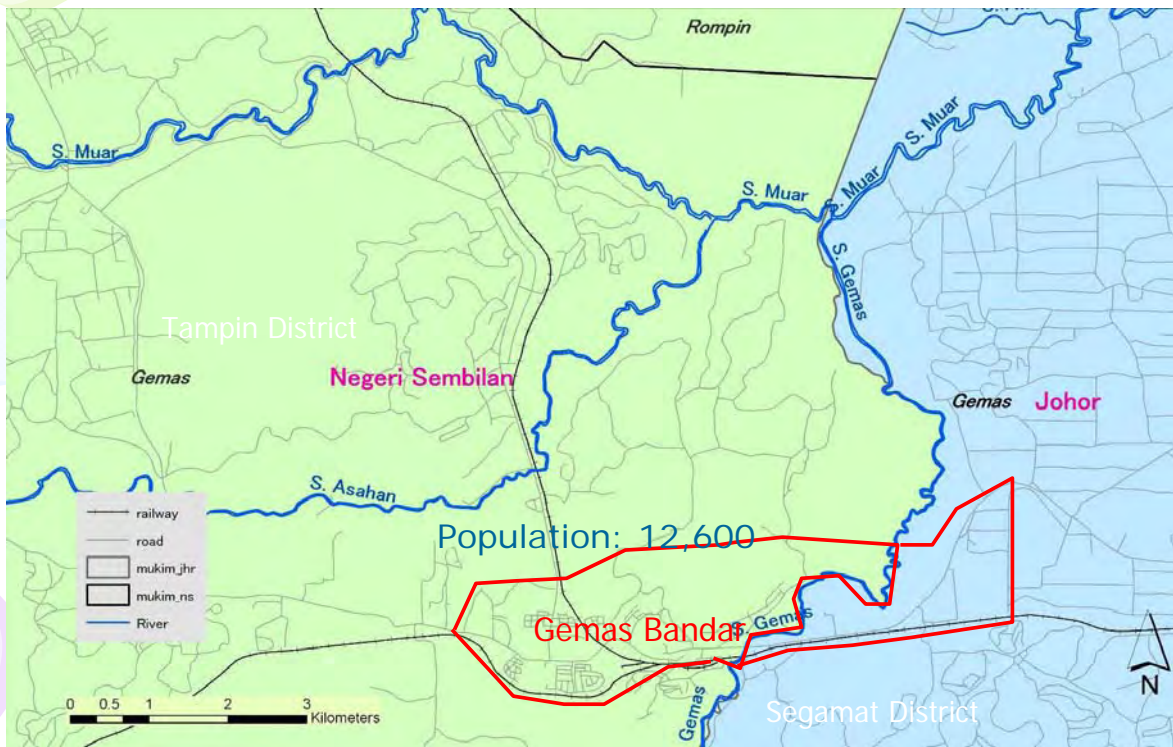 Rompin
S. Muar
S. Muar
S. Muar
S. Muar
S. Gemas
Tampin District
Gemas
Negeri Sembilan
Gemas
Johor
S. Asahan
railway
road
mukim_jhr
mukim_ns
River
Population: 12,600
Gemas Bandar
S. Gemas
0 0.5 1 2 3
Kilometers
Gemas
Segamat District
N